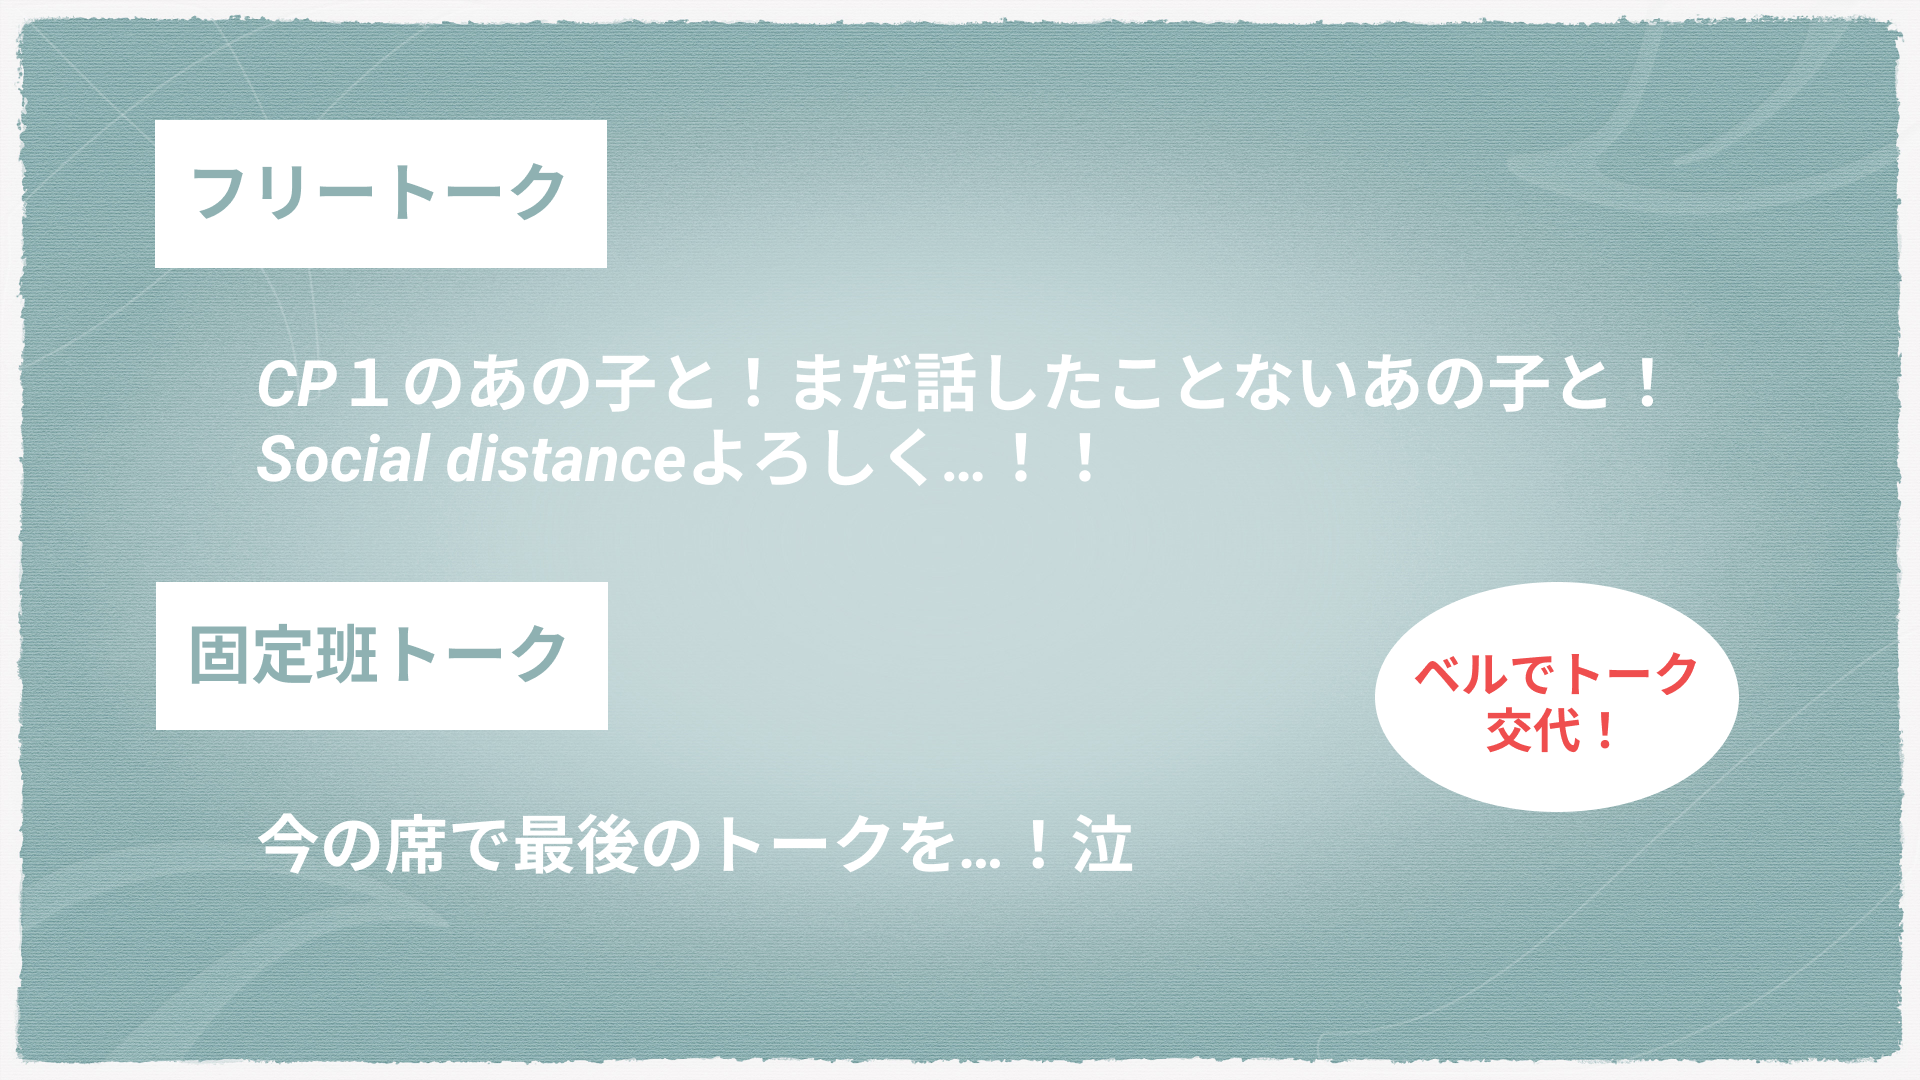 フリートーク
CP１のあの子と！まだ話したことないあの子と！
Social distanceよろしく…！！
固定班トーク
ベルでトーク
交代！
今の席で最後のトークを…！泣